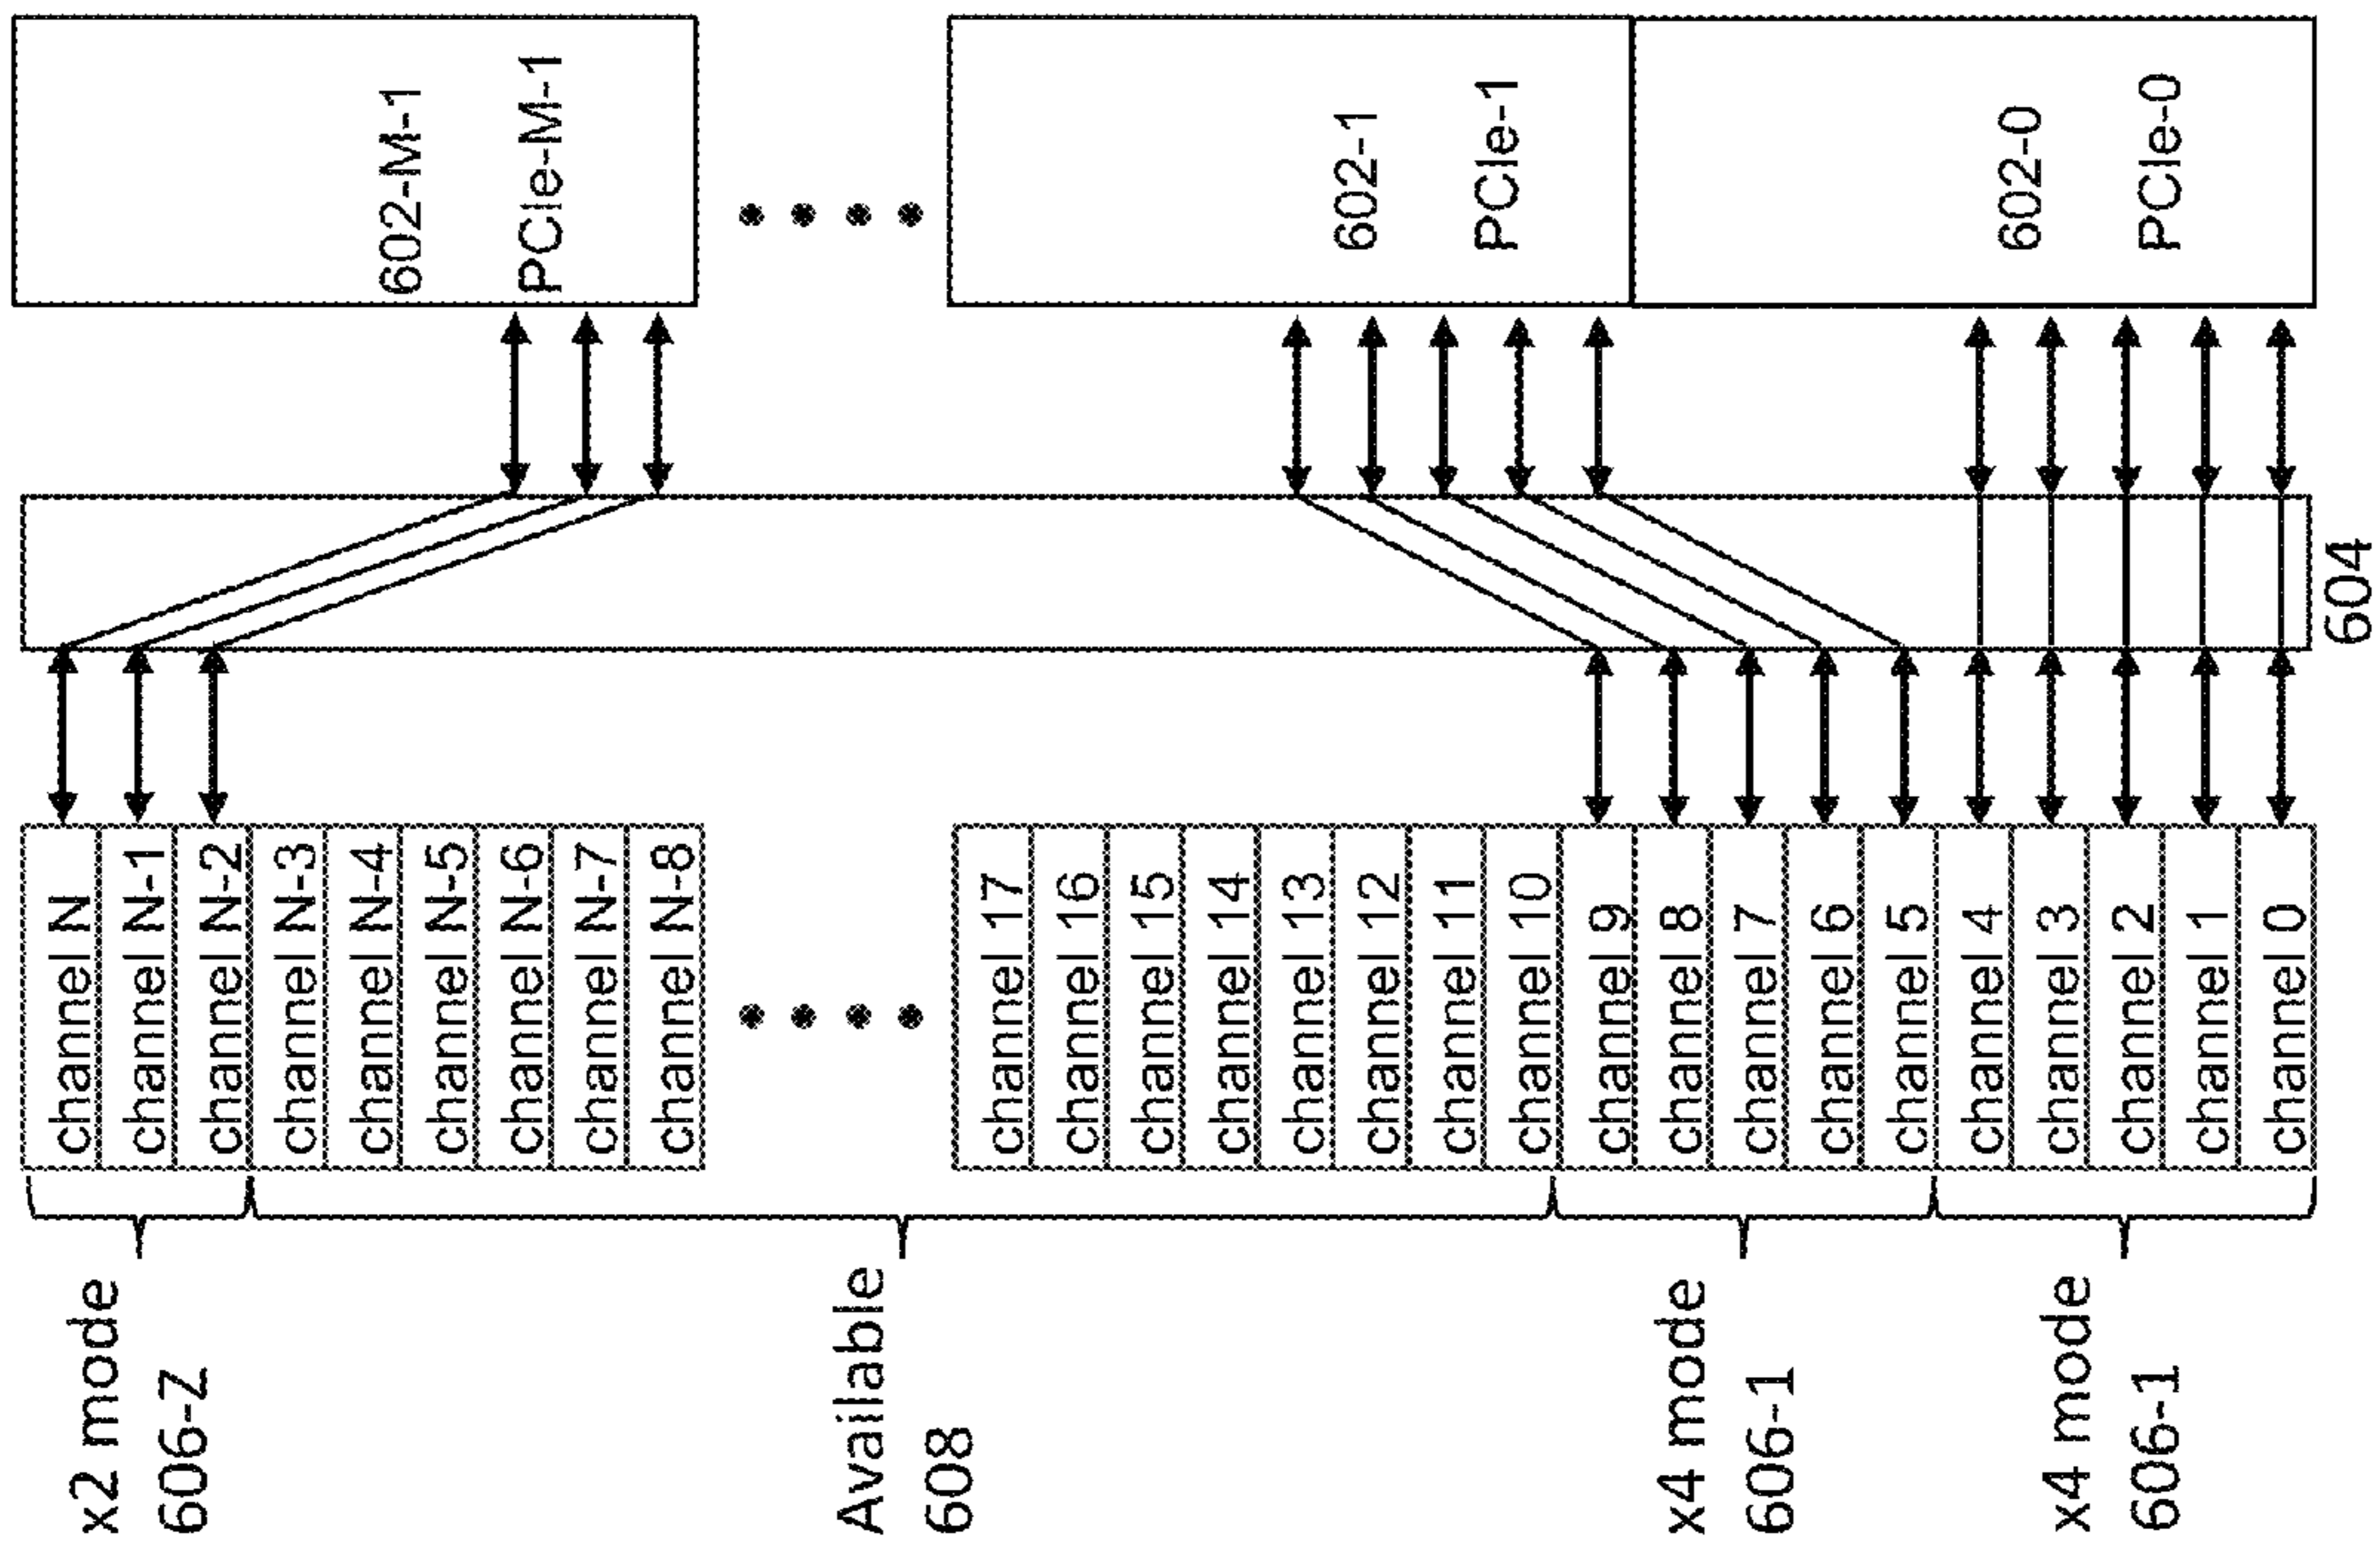 x2 mode
606-Z
Available
608
x4 mode
606-1
x4 mode
606-1
channel N
channel N-1
channel N-2
channel N-3
channel N-4
channel N-5
channel N-6
channel N-7
channel N-8
channel 17
channel 16
channel 15
channel 14
channel 13
channel 12
channel 11
channel 10
channel 9
channel 8
channel 7
channel 6
channel 5
channel 4
channel 3
channel 2
channel 1
channel 0
604
602-M-1
PCIe-M-1
602-1
PCIe-1
602-0
PCIe-0